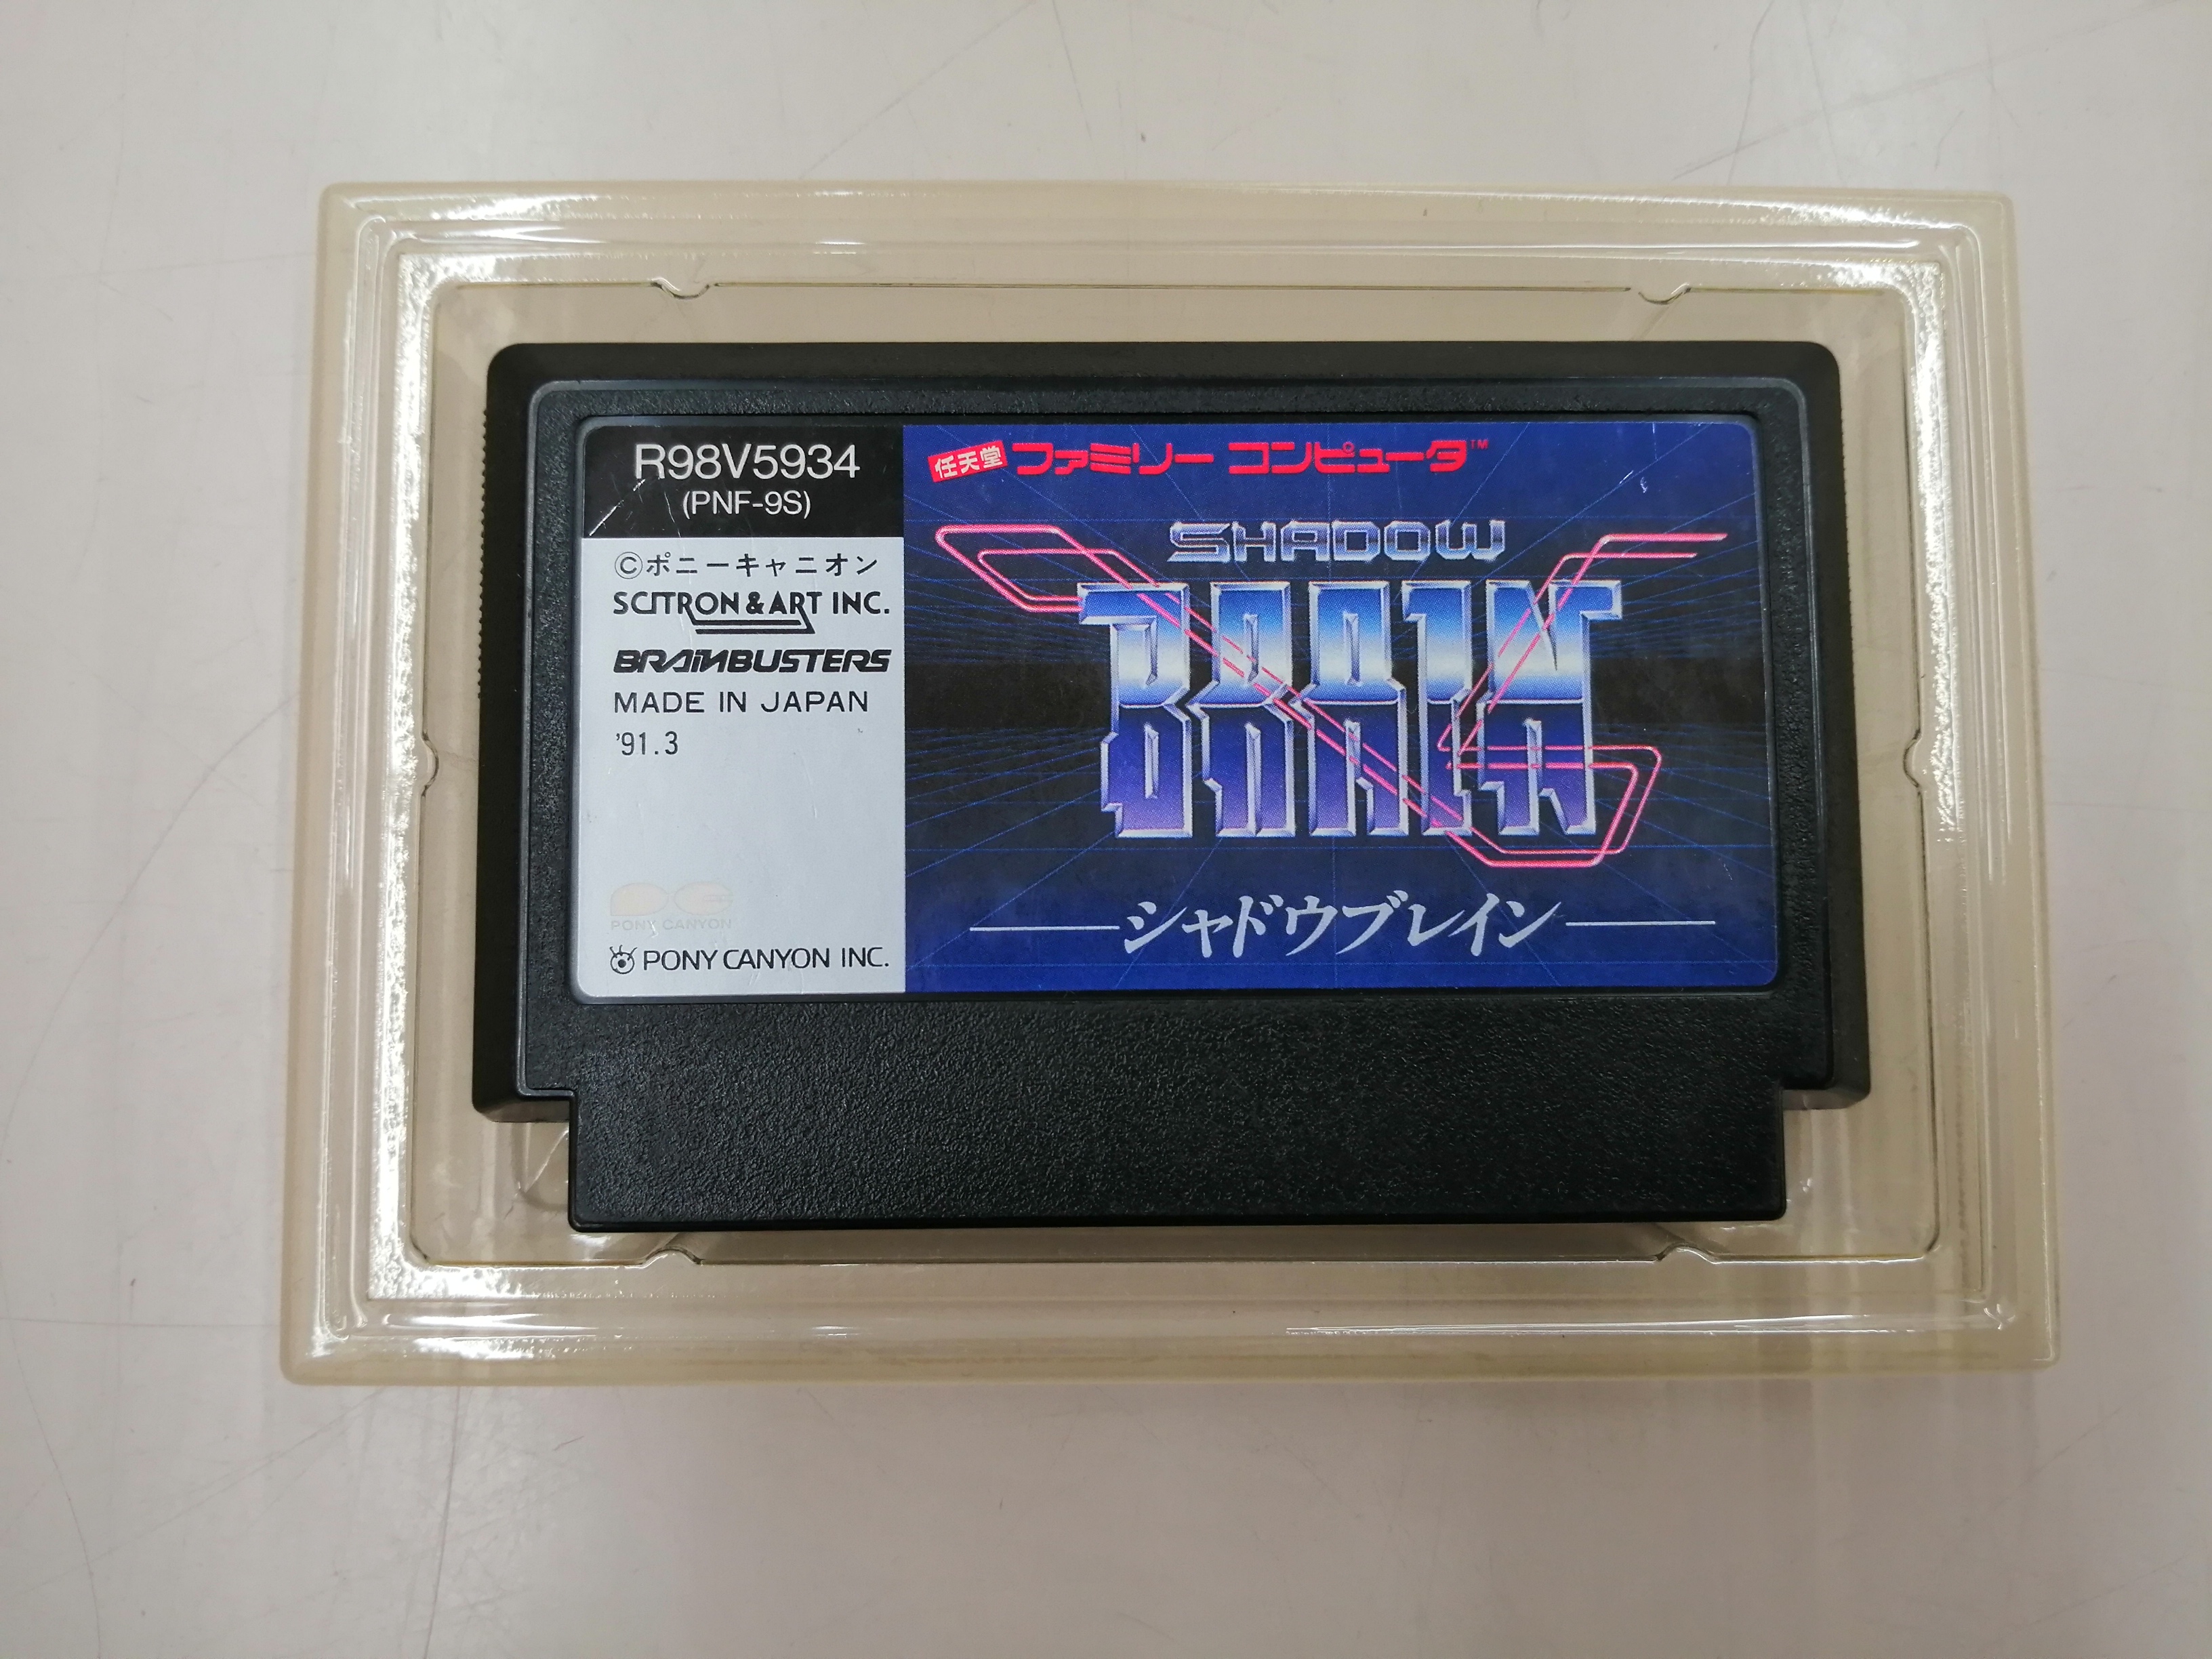 R98V5934
(PNF-9S)
©ポニーキャニオン
SCITRON & ART INC.
BRAINBUSTERS
MADE IN JAPAN
'91.3
PC
PONY CANYON
PONY CANYON INC.
任天堂 ファミリー コンピュータ™
SHADOW
BRAIN
シャドウブレイン